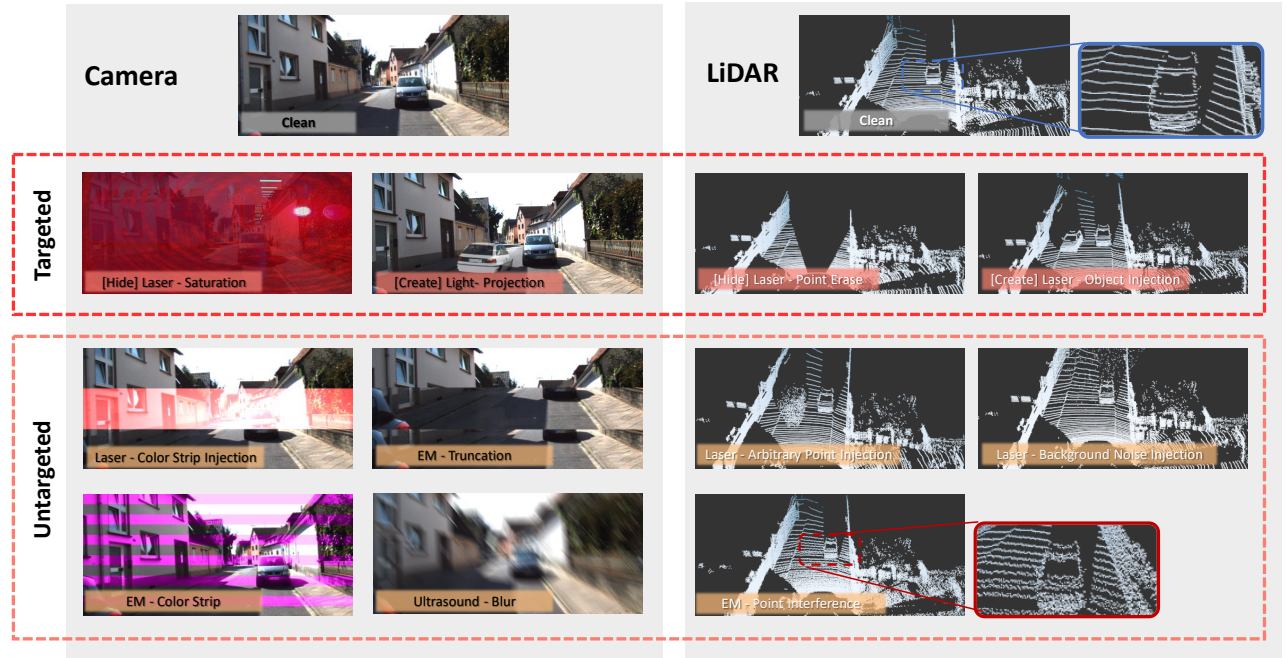 Camera
Clean
LiDAR
Clean
Targeted
[Hide] Laser - Saturation
[Create] Light- Projection
[Hide] Laser - Point Erase
[Create] Laser - Object Injection
Untargeted
Laser - Color Strip Injection
EM - Truncation
Laser - Arbitrary Point Injection
Laser - Background Noise Injection
EM - Color Strip
Ultrasound - Blur
EM - Point Interference